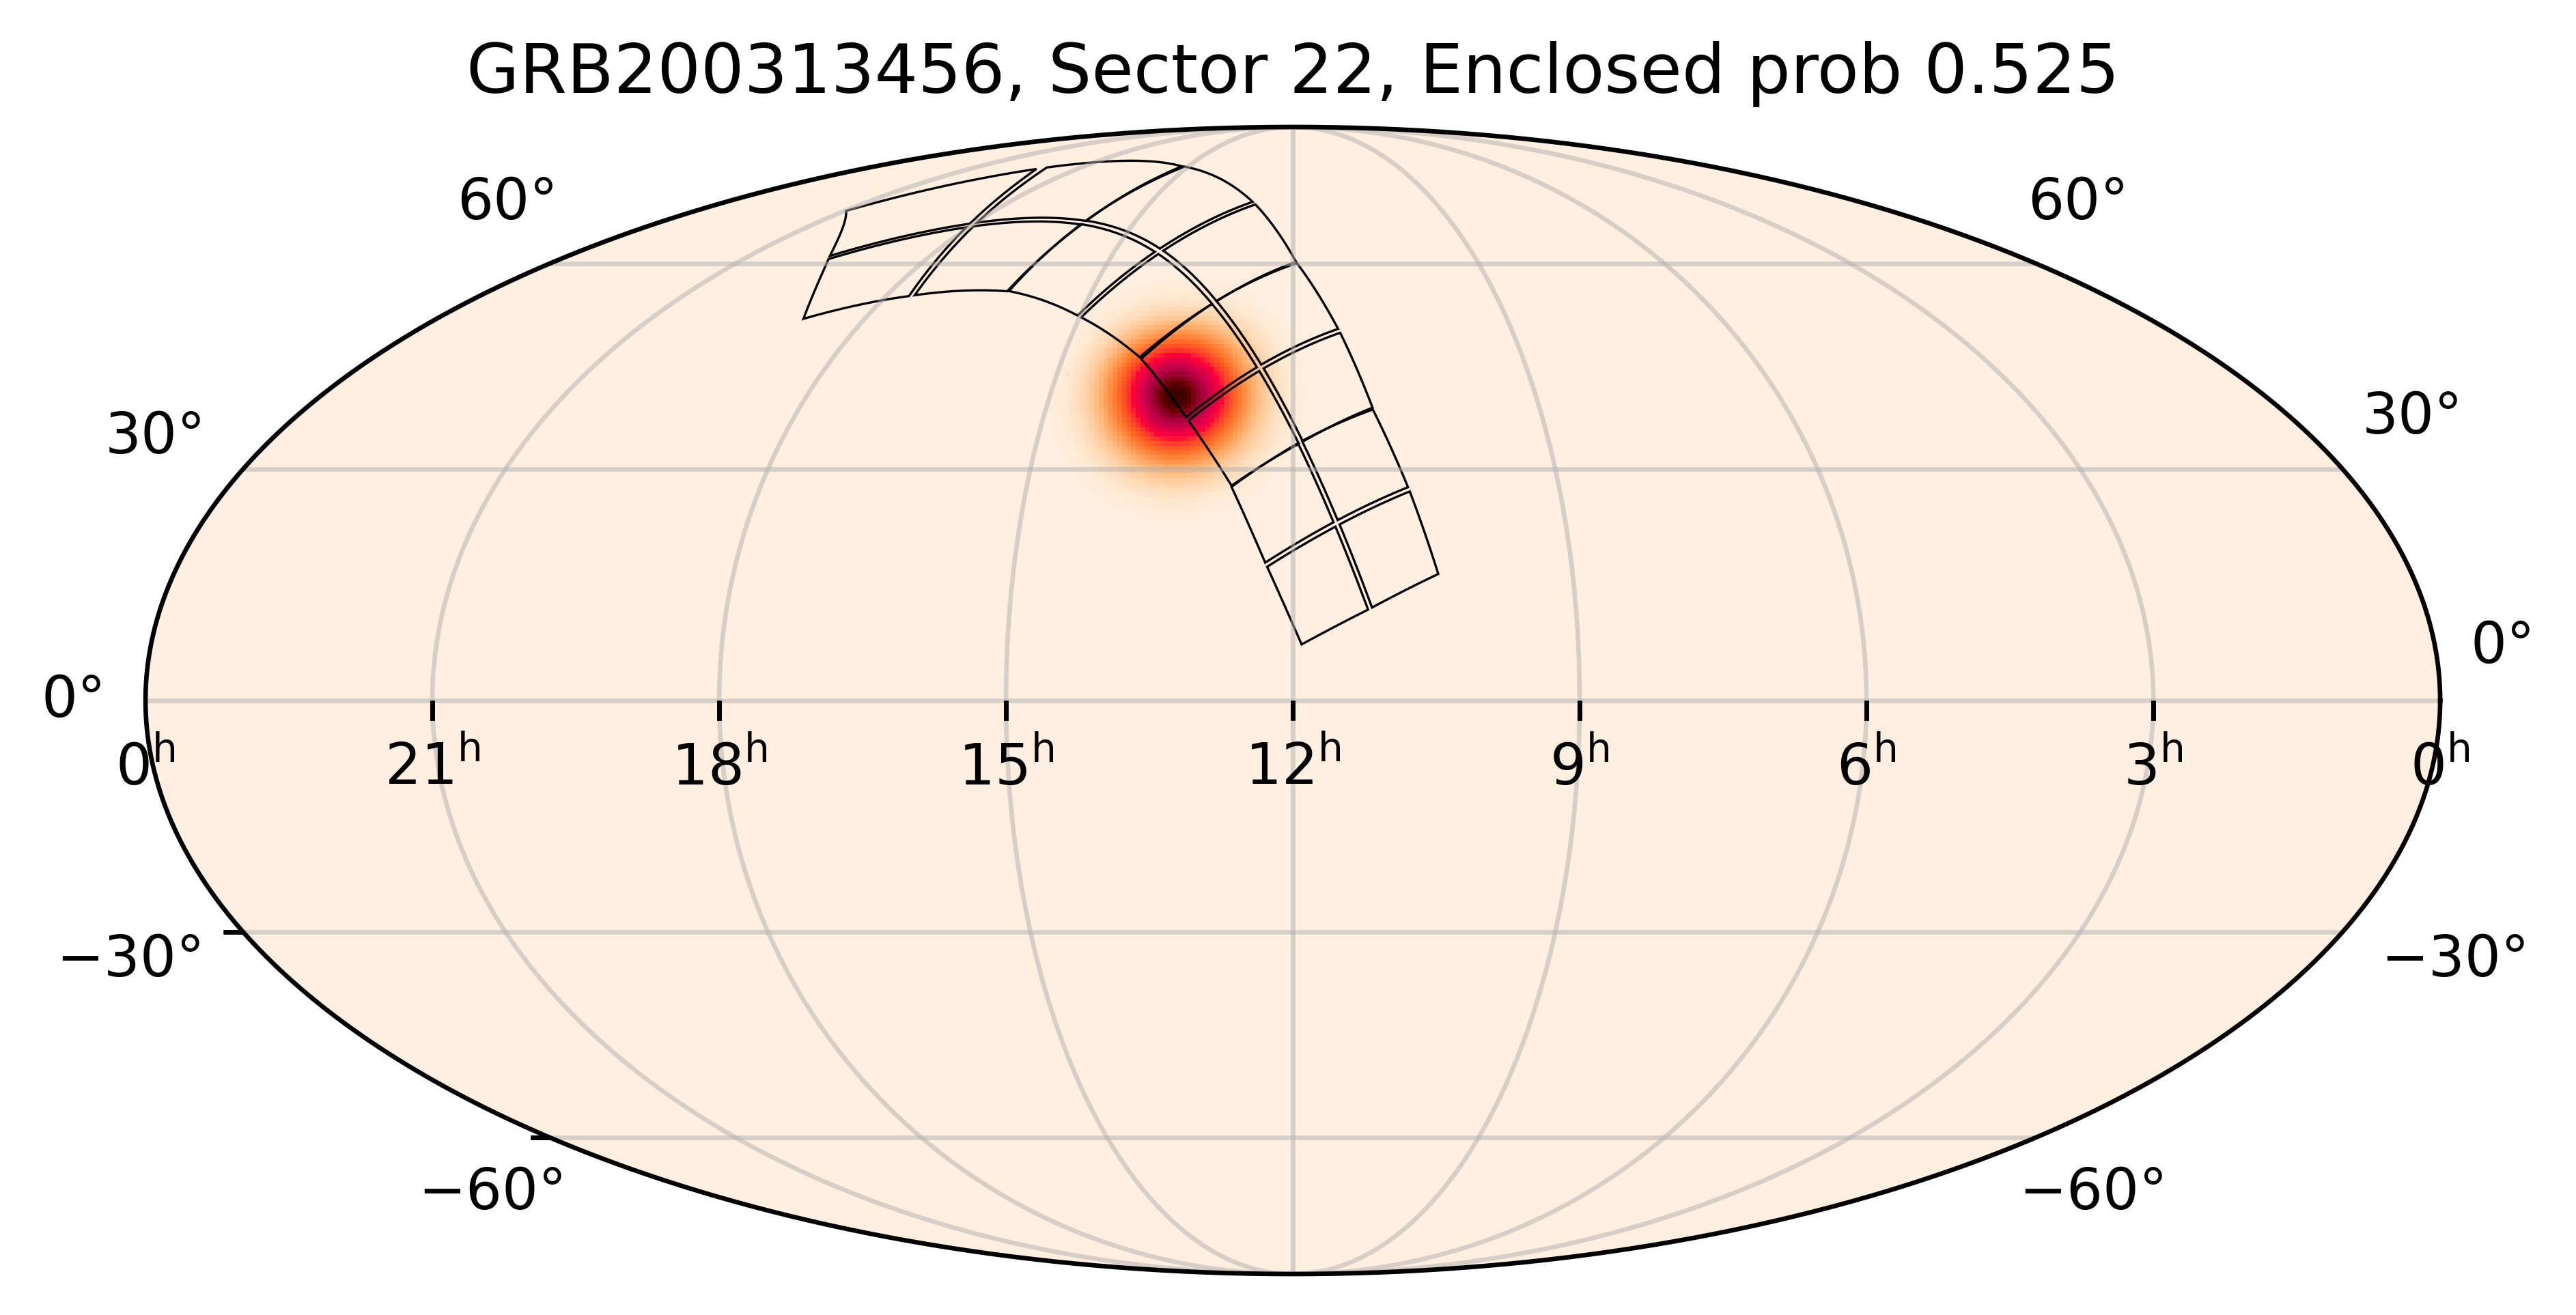 GRB200313456, Sector 22, Enclosed prob 0.525
60° 60°
30° 30°
0° 0°
0ʰ 21ʰ 18ʰ 15ʰ 12ʰ 9ʰ 6ʰ 3ʰ 0ʰ
−30° −30°
−60° −60°